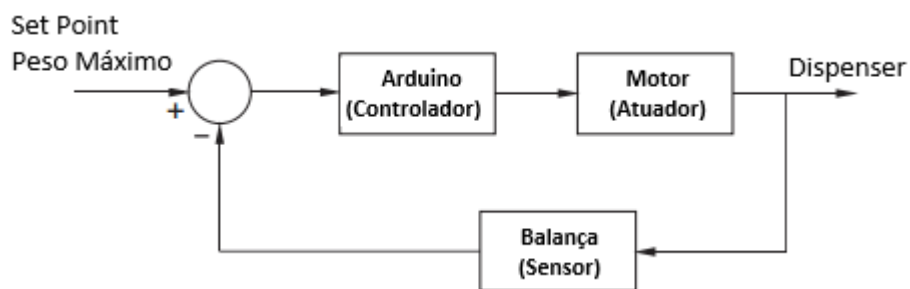 Set Point
Peso Máximo
+
−
Arduino
(Controlador)
Motor
(Atuador)
Dispenser
Balança
(Sensor)